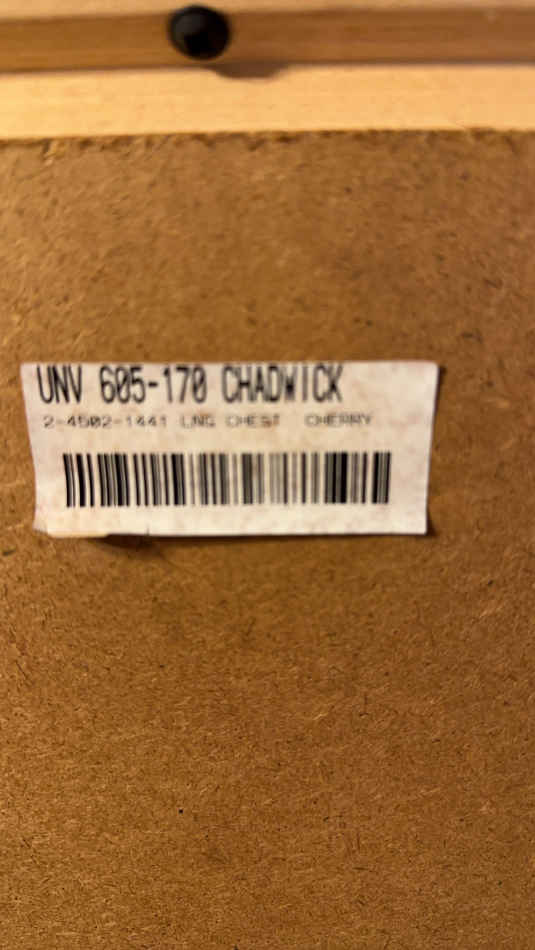 UNV 605-170 CHADWICK
2-4502-1441 LNG CHEST CHERRY